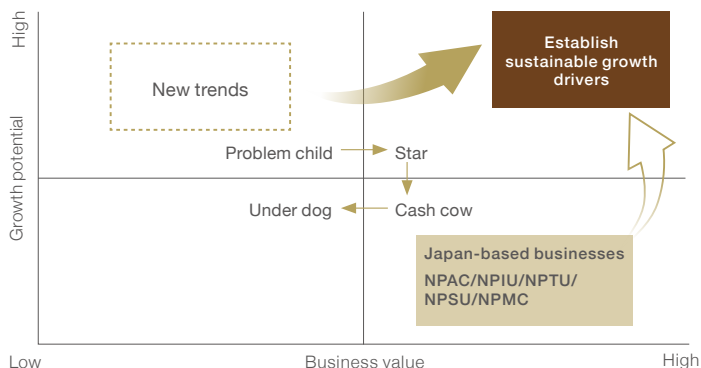 High
Growth potential
New trends
Establish
sustainable growth
drivers
Problem child
Star
Under dog
Cash cow
Japan-based businesses
NPAC/NPIU/NPTU/
NPSU/NPMC
Low
Business value
High